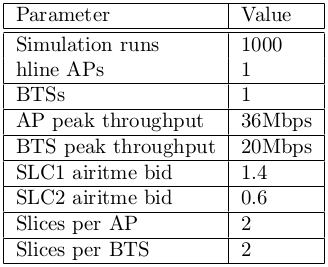 Parameter Value
Simulation runs 1000
hline APs 1
BTSs 1
AP peak throughput 36Mbps
BTS peak throughput 20Mbps
SLC1 airitme bid 1.4
SLC2 airitme bid 0.6
Slices per AP 2
Slices per BTS 2